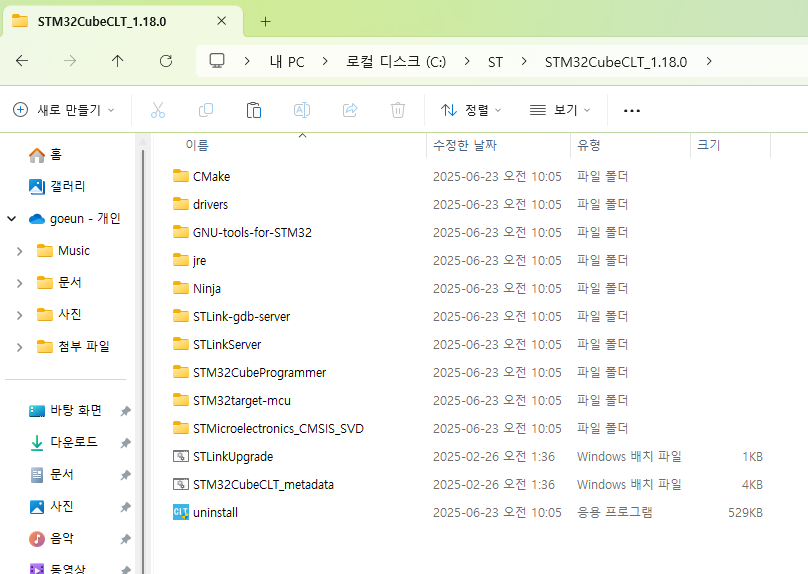 STM32CubeCLT_1.18.0
내 PC > 로컬 디스크 (C:) > ST > STM32CubeCLT_1.18.0 >
새로 만들기 정렬 보기 ...
이름 수정한 날짜 유형 크기
홈
갤러리
goeun - 개인
Music
문서
사진
첨부 파일
바탕 화면
다운로드
문서
사진
음악
동영상
CMake 2025-06-23 오전 10:05 파일 폴더
drivers 2025-06-23 오전 10:05 파일 폴더
GNU-tools-for-STM32 2025-06-23 오전 10:05 파일 폴더
jre 2025-06-23 오전 10:05 파일 폴더
Ninja 2025-06-23 오전 10:05 파일 폴더
STLink-gdb-server 2025-06-23 오전 10:05 파일 폴더
STLinkServer 2025-06-23 오전 10:05 파일 폴더
STM32CubeProgrammer 2025-06-23 오전 10:05 파일 폴더
STM32target-mcu 2025-06-23 오전 10:05 파일 폴더
STMicroelectronics_CMSIS_SVD 2025-06-23 오전 10:05 파일 폴더
STLinkUpgrade 2025-02-26 오전 1:36 Windows 배치 파일 1KB
STM32CubeCLT_metadata 2025-02-26 오전 1:36 Windows 배치 파일 4KB
CLT uninstall 2025-06-23 오전 10:05 응용 프로그램 529KB